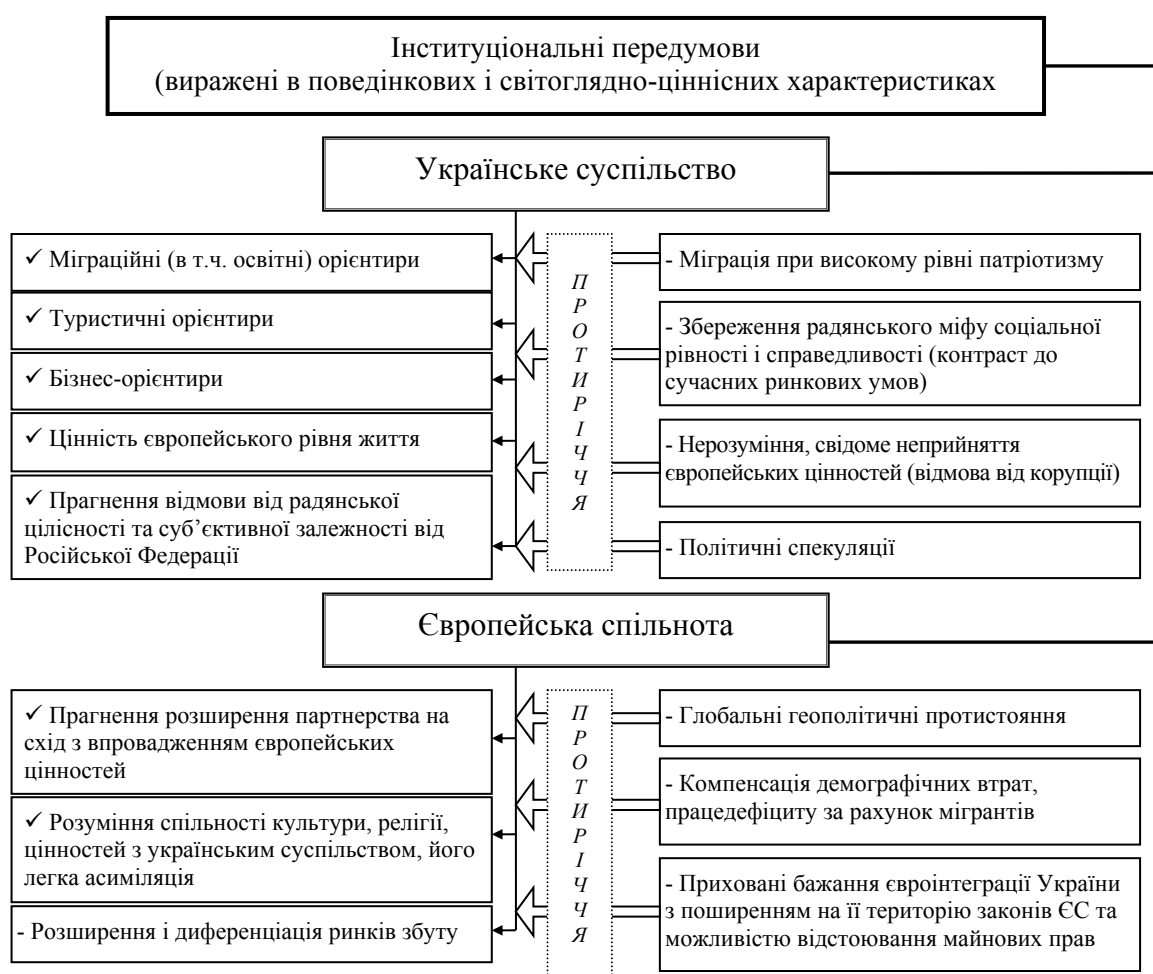 Інституціональні передумови
(виражені в поведінкових і світоглядно-ціннісних характеристиках
Українське суспільство
✓ Міграційні (в т.ч. освітні) орієнтири
✓ Туристичні орієнтири
✓ Бізнес-орієнтири
✓ Цінність європейського рівня життя
✓ Прагнення відмови від радянської
цілісності та суб’єктивної залежності від
Російської Федерації
ПРОТИРІЧЧЯ
- Міграція при високому рівні патріотизму
- Збереження радянського міфу соціальної
рівності і справедливості (контраст до
сучасних ринкових умов)
- Нерозуміння, свідоме неприйняття
європейських цінностей (відмова від корупції)
- Політичні спекуляції
Європейська спільнота
✓ Прагнення розширення партнерства на
схід з впровадженням європейських
цінностей
✓ Розуміння спільності культури, релігії,
цінностей з українським суспільством, його
легка асиміляція
- Розширення і диференціація ринків збуту
ПРОТИРІЧЧЯ
- Глобальні геополітичні протистояння
- Компенсація демографічних втрат,
працедефіциту за рахунок мігрантів
- Приховані бажання євроінтеграції України
з поширенням на її територію законів ЄС та
можливістю відстоювання майнових прав